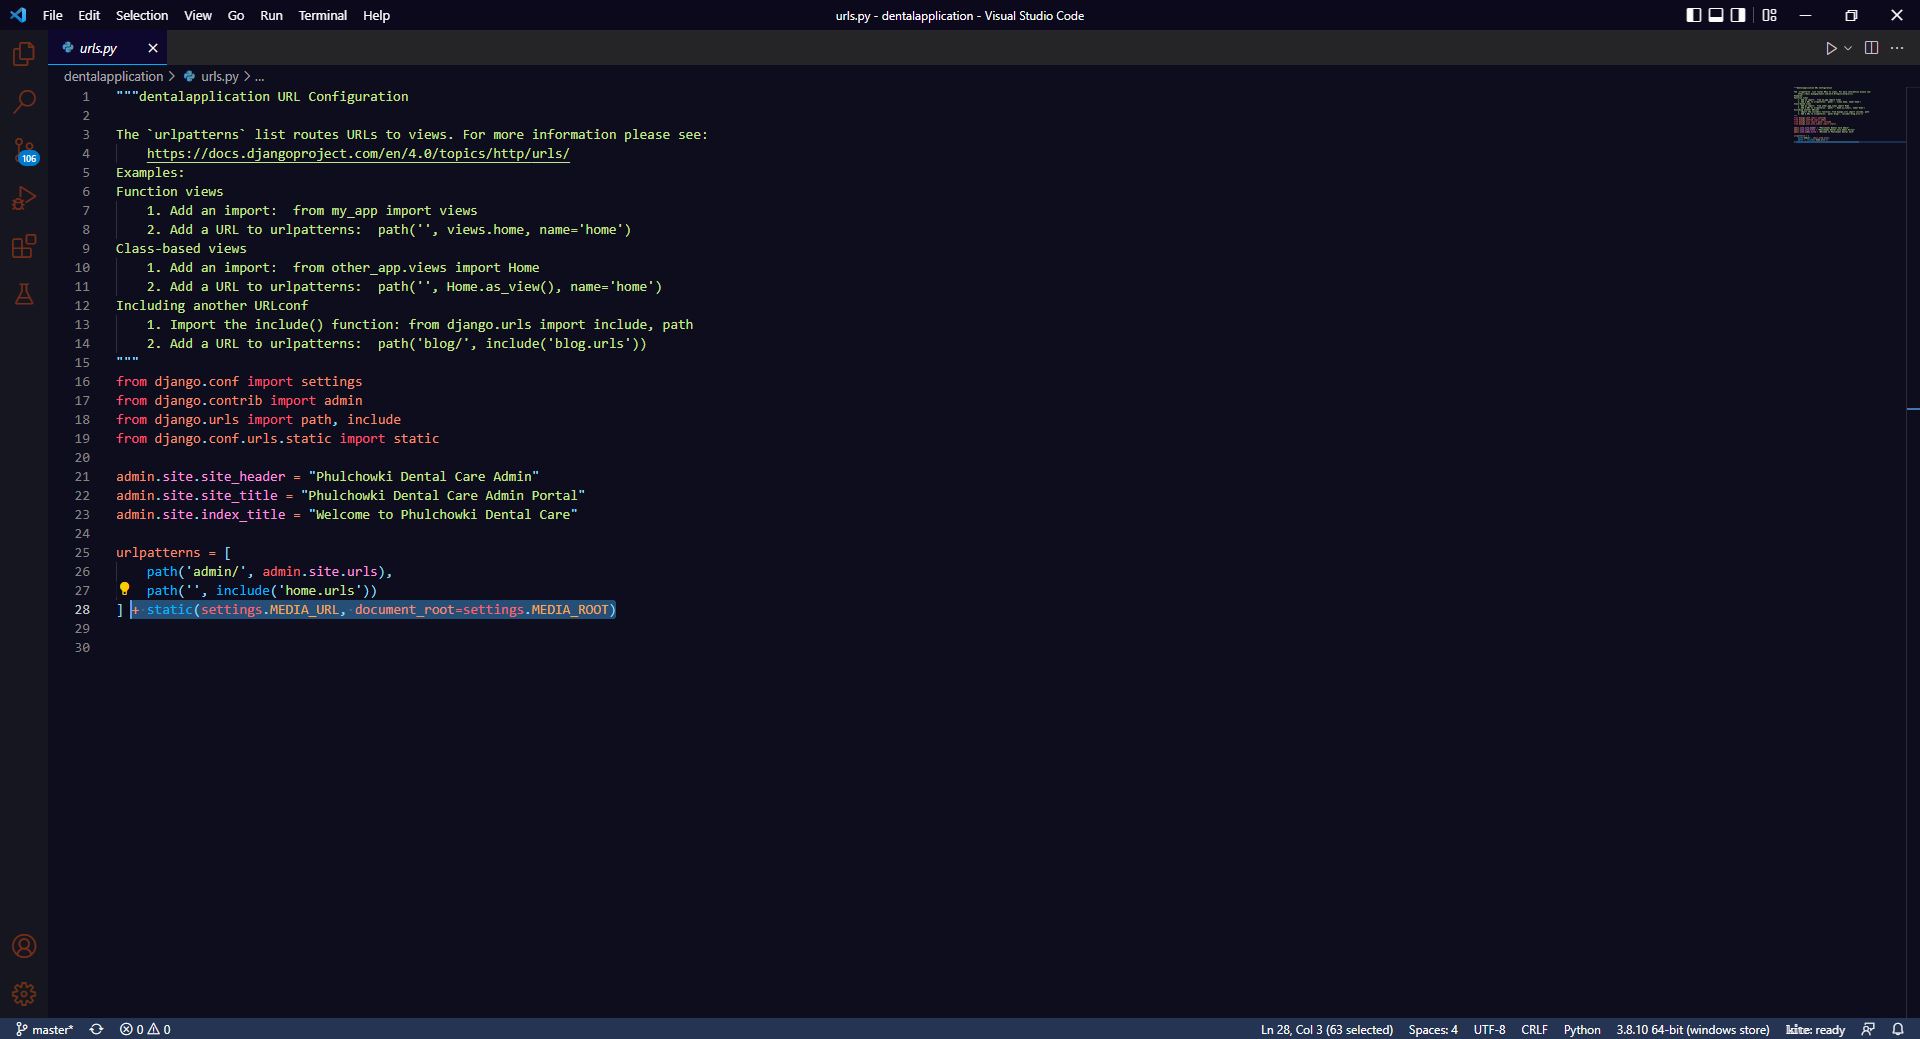 File Edit Selection View Go Run Terminal Help
urls.py - dentalapplication - Visual Studio Code
urls.py
dentalapplication > urls.py > ...
1 """dentalapplication URL Configuration
2
3 The `urlpatterns` list routes URLs to views. For more information please see:
4     https://docs.djangoproject.com/en/4.0/topics/http/urls/
5 Examples:
6 Function views
7     1. Add an import:  from my_app import views
8     2. Add a URL to urlpatterns:  path('', views.home, name='home')
9 Class-based views
10     1. Add an import:  from other_app.views import Home
11     2. Add a URL to urlpatterns:  path('', Home.as_view(), name='home')
12 Including another URLconf
13     1. Import the include() function: from django.urls import include, path
14     2. Add a URL to urlpatterns:  path('blog/', include('blog.urls'))
15 """
16 from django.conf import settings
17 from django.contrib import admin
18 from django.urls import path, include
19 from django.conf.urls.static import static
20
21 admin.site.site_header = "Phulchowki Dental Care Admin"
22 admin.site.site_title = "Phulchowki Dental Care Admin Portal"
23 admin.site.index_title = "Welcome to Phulchowki Dental Care"
24
25 urlpatterns = [
26     path('admin/', admin.site.urls),
27     path('', include('home.urls'))
28 ] + static(settings.MEDIA_URL, document_root=settings.MEDIA_ROOT)
29
30
106
master* 0 0 Ln 28, Col 3 (63 selected) Spaces: 4 UTF-8 CRLF Python 3.8.10 64-bit (windows store) kite: ready